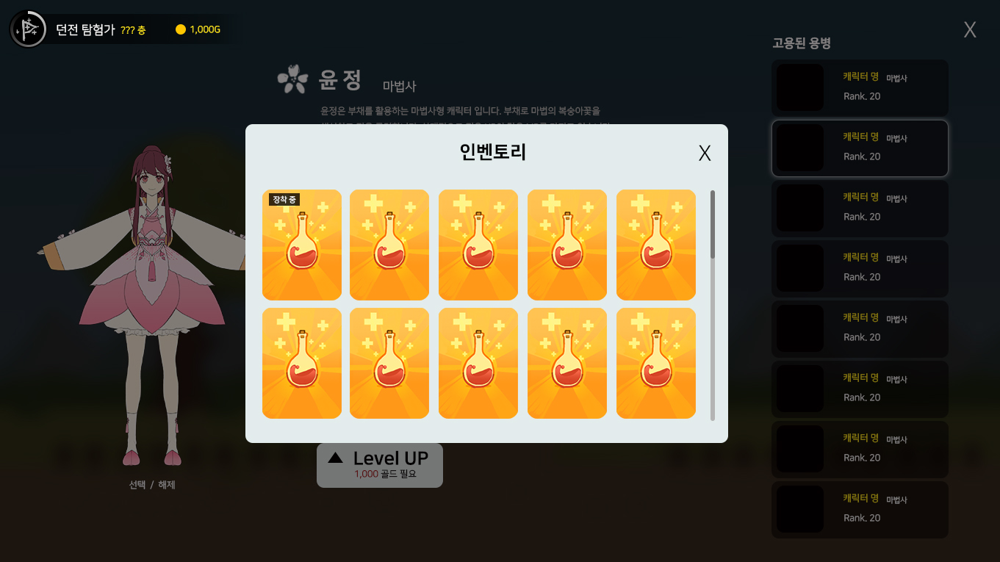 던전 탐험가 ??? 층 1,000G
X
고용된 용병
윤 정 마법사
윤정은 부채를 활용하는 마법사형 캐릭터 입니다. 부채로 마법의 복숭아꽃을
인벤토리 X
장착 중
Level UP
1,000 골드 필요
선택 / 해제
캐릭터 명 마법사
Rank. 20
캐릭터 명 마법사
Rank. 20
캐릭터 명 마법사
Rank. 20
캐릭터 명 마법사
Rank. 20
캐릭터 명 마법사
Rank. 20
캐릭터 명 마법사
Rank. 20
캐릭터 명 마법사
Rank. 20
캐릭터 명 마법사
Rank. 20